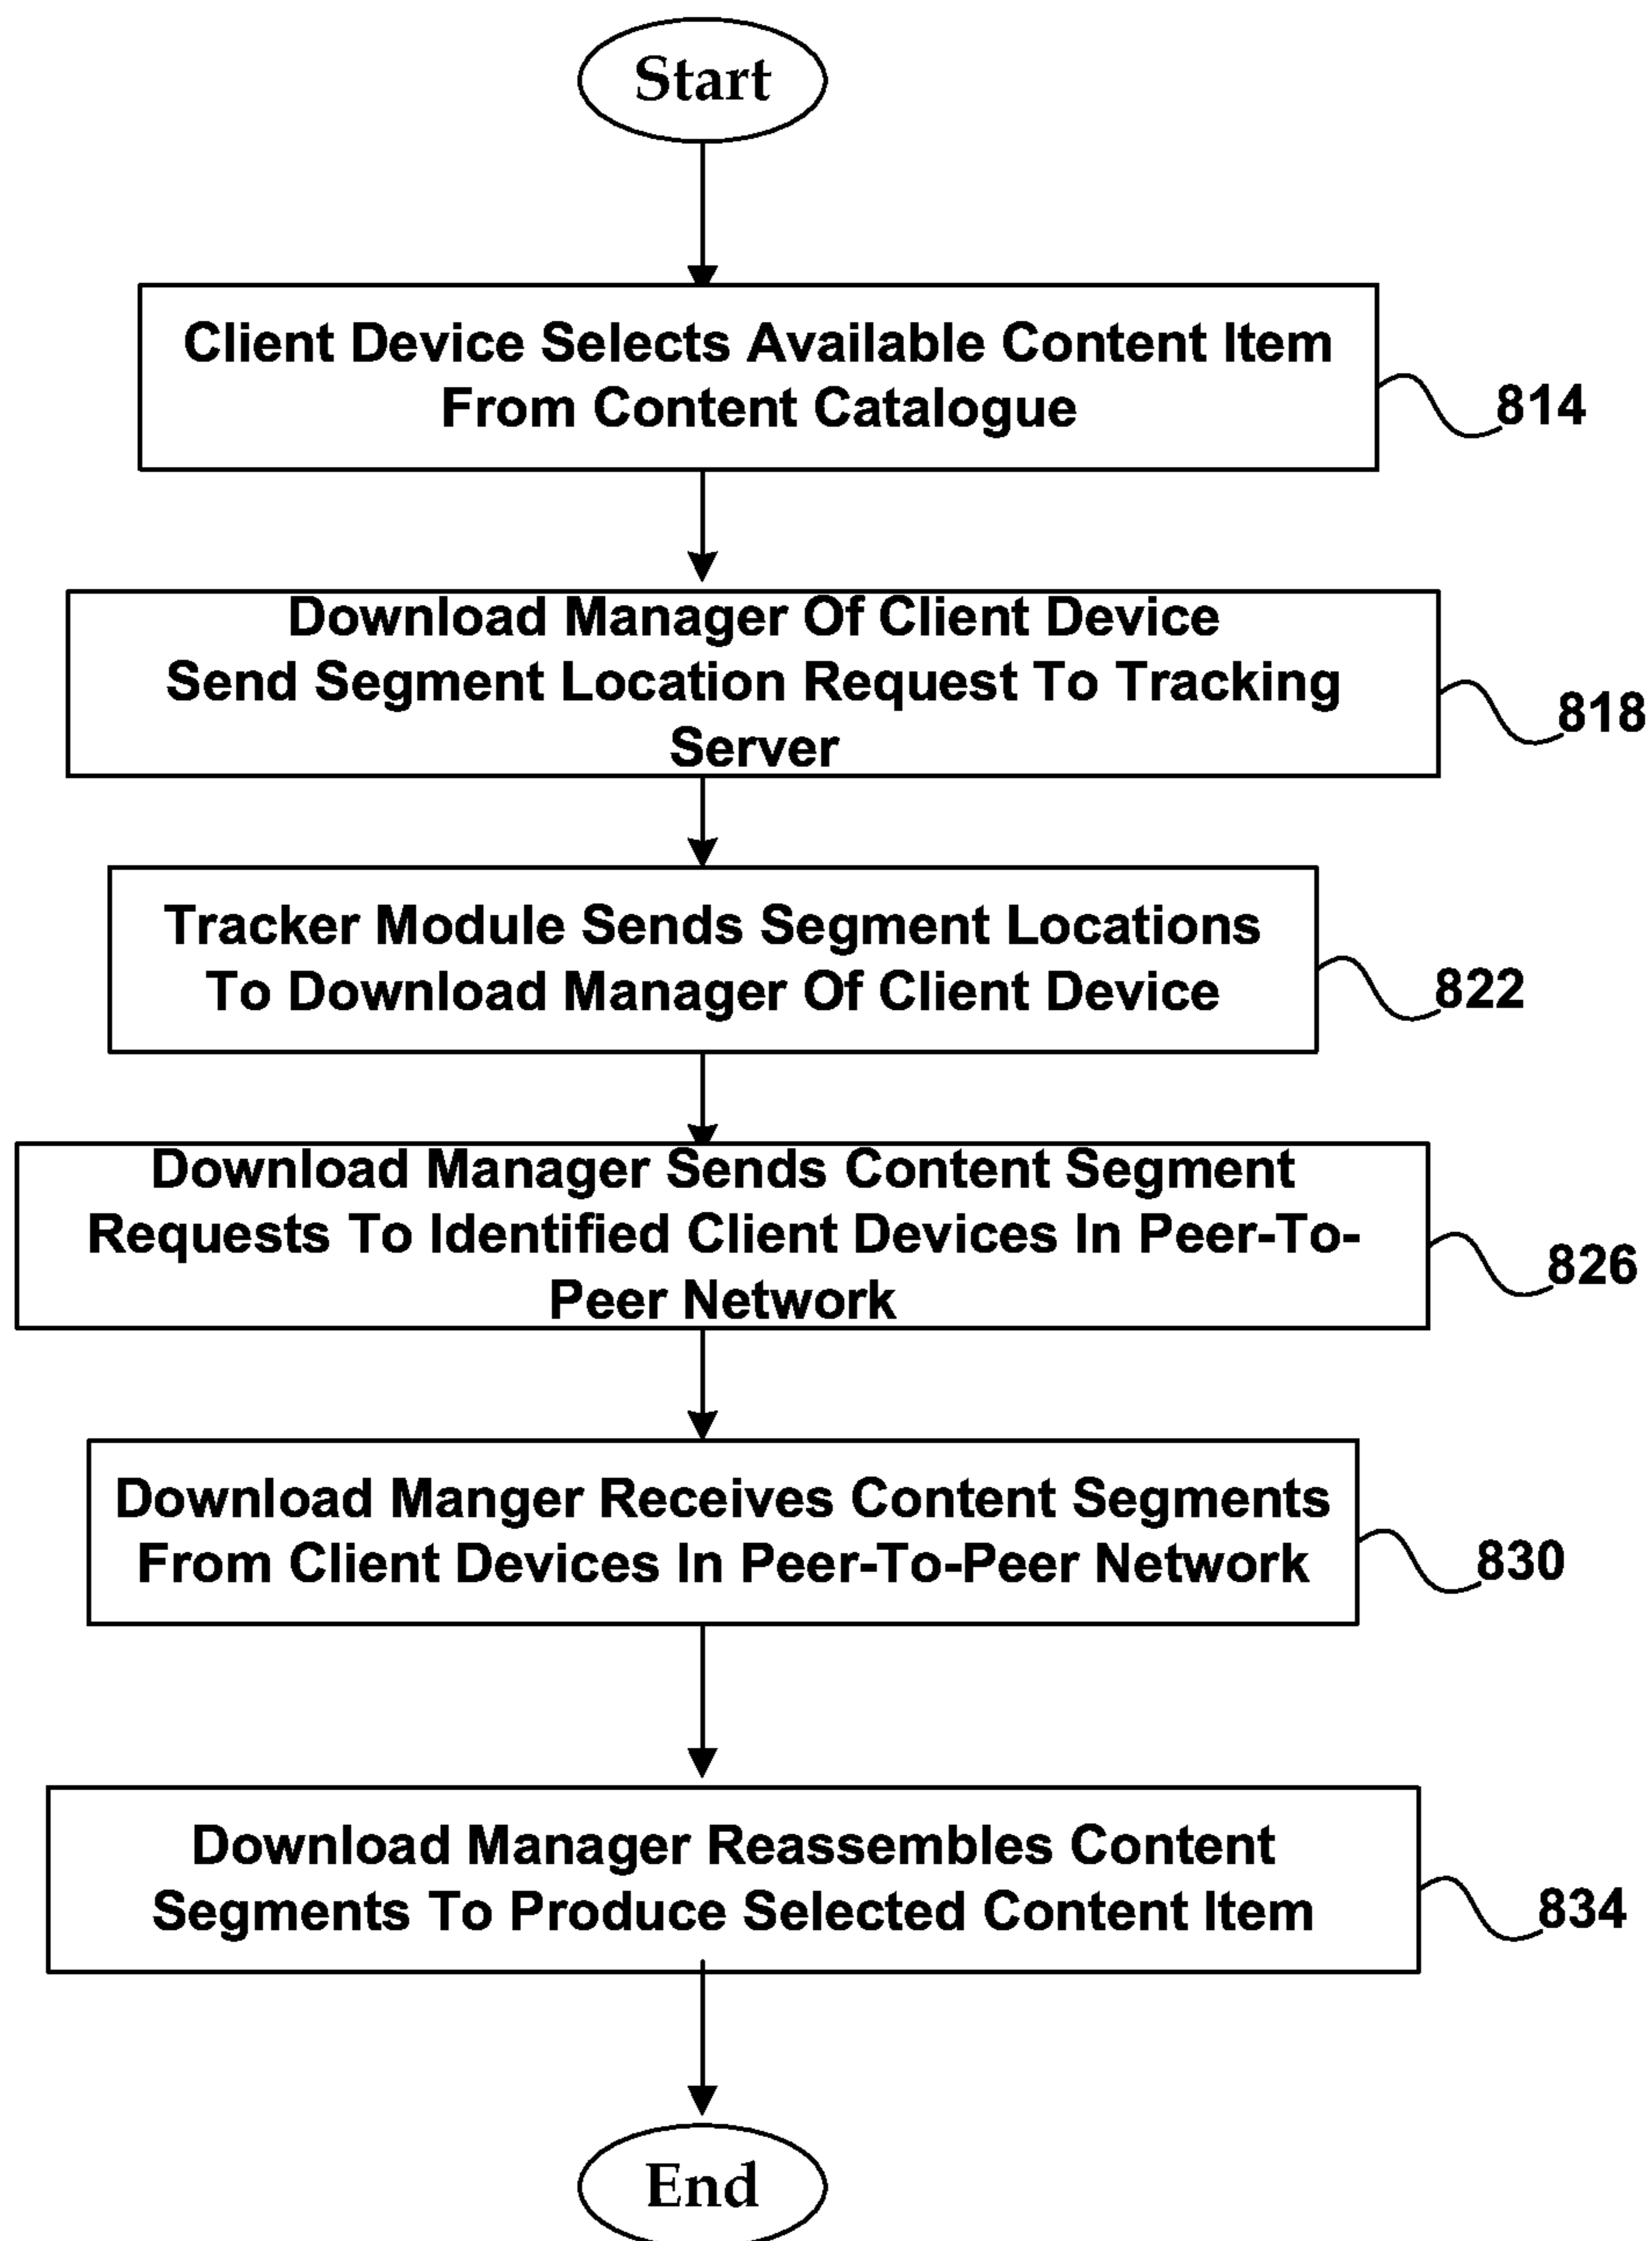 Start
Client Device Selects Available Content Item
From Content Catalogue
814
Download Manager Of Client Device
Send Segment Location Request To Tracking
Server
818
Tracker Module Sends Segment Locations
To Download Manager Of Client Device
822
Download Manager Sends Content Segment
Requests To Identified Client Devices In Peer-To-
Peer Network
826
Download Manger Receives Content Segments
From Client Devices In Peer-To-Peer Network
830
Download Manager Reassembles Content
Segments To Produce Selected Content Item
834
End